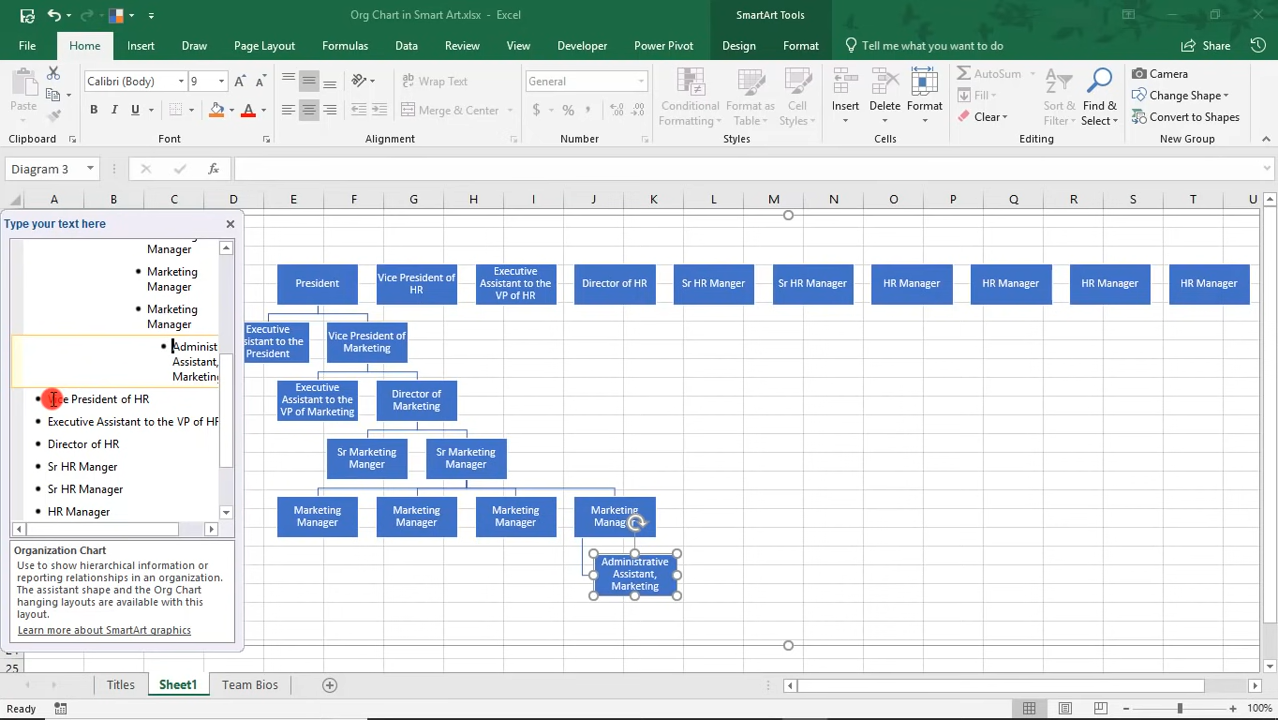 Org Chart in Smart Art.xlsx - Excel
SmartArt Tools
File
Home
Insert
Draw
Page Layout
Formulas
Data
Review
View
Developer
Power Pivot
Design
Format
Tell me what you want to do
Share
Paste
Calibri (Body)
9
Wrap Text
General
Merge & Center
Conditional
Formatting
Format as
Table
Cell
Styles
Insert
Delete
Format
AutoSum
Fill
Clear
Sort &
Filter
Find &
Select
Camera
Change Shape
Convert to Shapes
Clipboard
Font
Alignment
Number
Styles
Cells
Editing
New Group
Diagram 3
fx
A B C D E F G H I J K L M N O P Q R S T U
Type your text here
Manager
Marketing
Manager
Marketing
Manager
Administ
Assistant,
Marketing
Vice President of HR
Executive Assistant to the VP of HR
Director of HR
Sr HR Manger
Sr HR Manager
HR Manager
Organization Chart
Use to show hierarchical information or
reporting relationships in an organization.
The assistant shape and the Org Chart
hanging layouts are available with this
layout.
Learn more about SmartArt graphics
President
Vice President of
HR
Executive
Assistant to the
VP of HR
Director of HR
Sr HR Manger
Sr HR Manager
HR Manager
HR Manager
HR Manager
HR Manager
Executive
Assistant to the
President
Vice President of
Marketing
Executive
Assistant to the
VP of Marketing
Director of
Marketing
Sr Marketing
Manger
Sr Marketing
Manager
Marketing
Manager
Marketing
Manager
Marketing
Manager
Marketing
Manager
Administrative
Assistant,
Marketing
25
Titles
Sheet1
Team Bios
Ready
100%